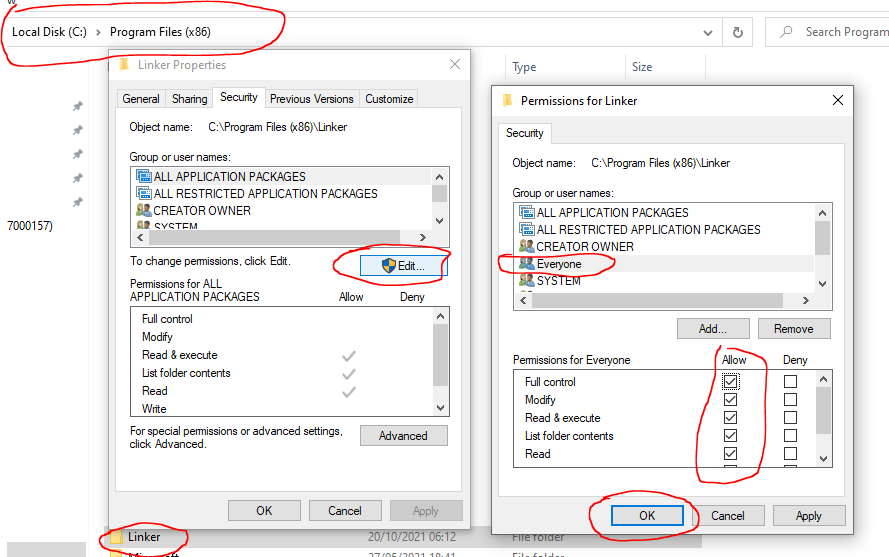 Local Disk (C:) > Program Files (x86)
Search Program
Type
Size
7000157)
Linker Properties
General
Sharing
Security
Previous Versions
Customize
Object name: C:\Program Files (x86)\Linker
Group or user names:
ALL APPLICATION PACKAGES
ALL RESTRICTED APPLICATION PACKAGES
CREATOR OWNER
SYSTEM
To change permissions, click Edit.
Edit...
Permissions for ALL
APPLICATION PACKAGES
Allow
Deny
Full control
Modify
Read & execute
List folder contents
Read
Write
For special permissions or advanced settings,
click Advanced.
Advanced
OK
Cancel
Apply
Permissions for Linker
Security
Object name: C:\Program Files (x86)\Linker
Group or user names:
ALL APPLICATION PACKAGES
ALL RESTRICTED APPLICATION PACKAGES
CREATOR OWNER
Everyone
SYSTEM
Add...
Remove
Permissions for Everyone
Allow
Deny
Full control
Modify
Read & execute
List folder contents
Read
OK
Cancel
Apply
Linker
20/10/2021 06:12
File folder
27/05/2021 18:41
File folder